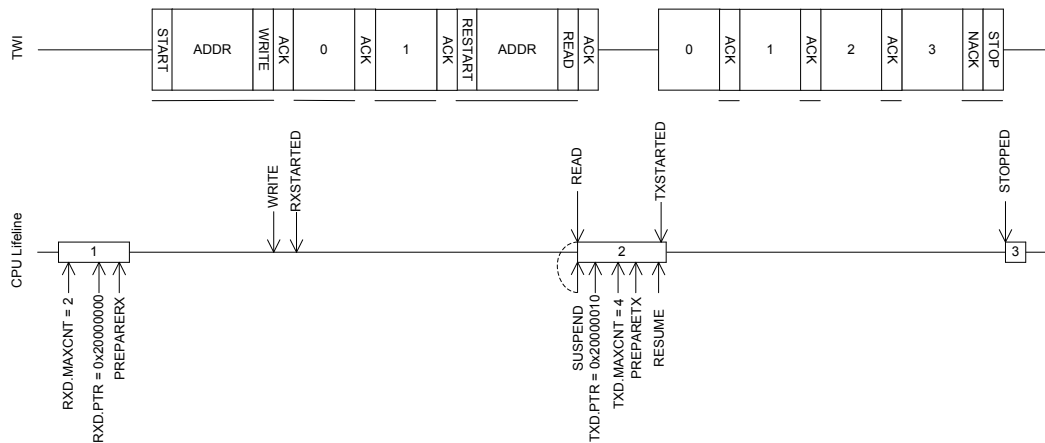 TWI
START
ADDR
WRITE
ACK
0
ACK
1
ACK
RESTART
ADDR
READ
ACK
0
ACK
1
ACK
2
ACK
3
NACK
STOP
WRITE
RXSTARTED
READ
TXSTARTED
STOPPED
CPU Lifeline
1
2
3
RXD.MAXCNT = 2
RXD.PTR = 0x20000000
PREPARERX
SUSPEND
TXD.PTR = 0x20000010
TXD.MAXCNT = 4
PREPARETX
RESUME